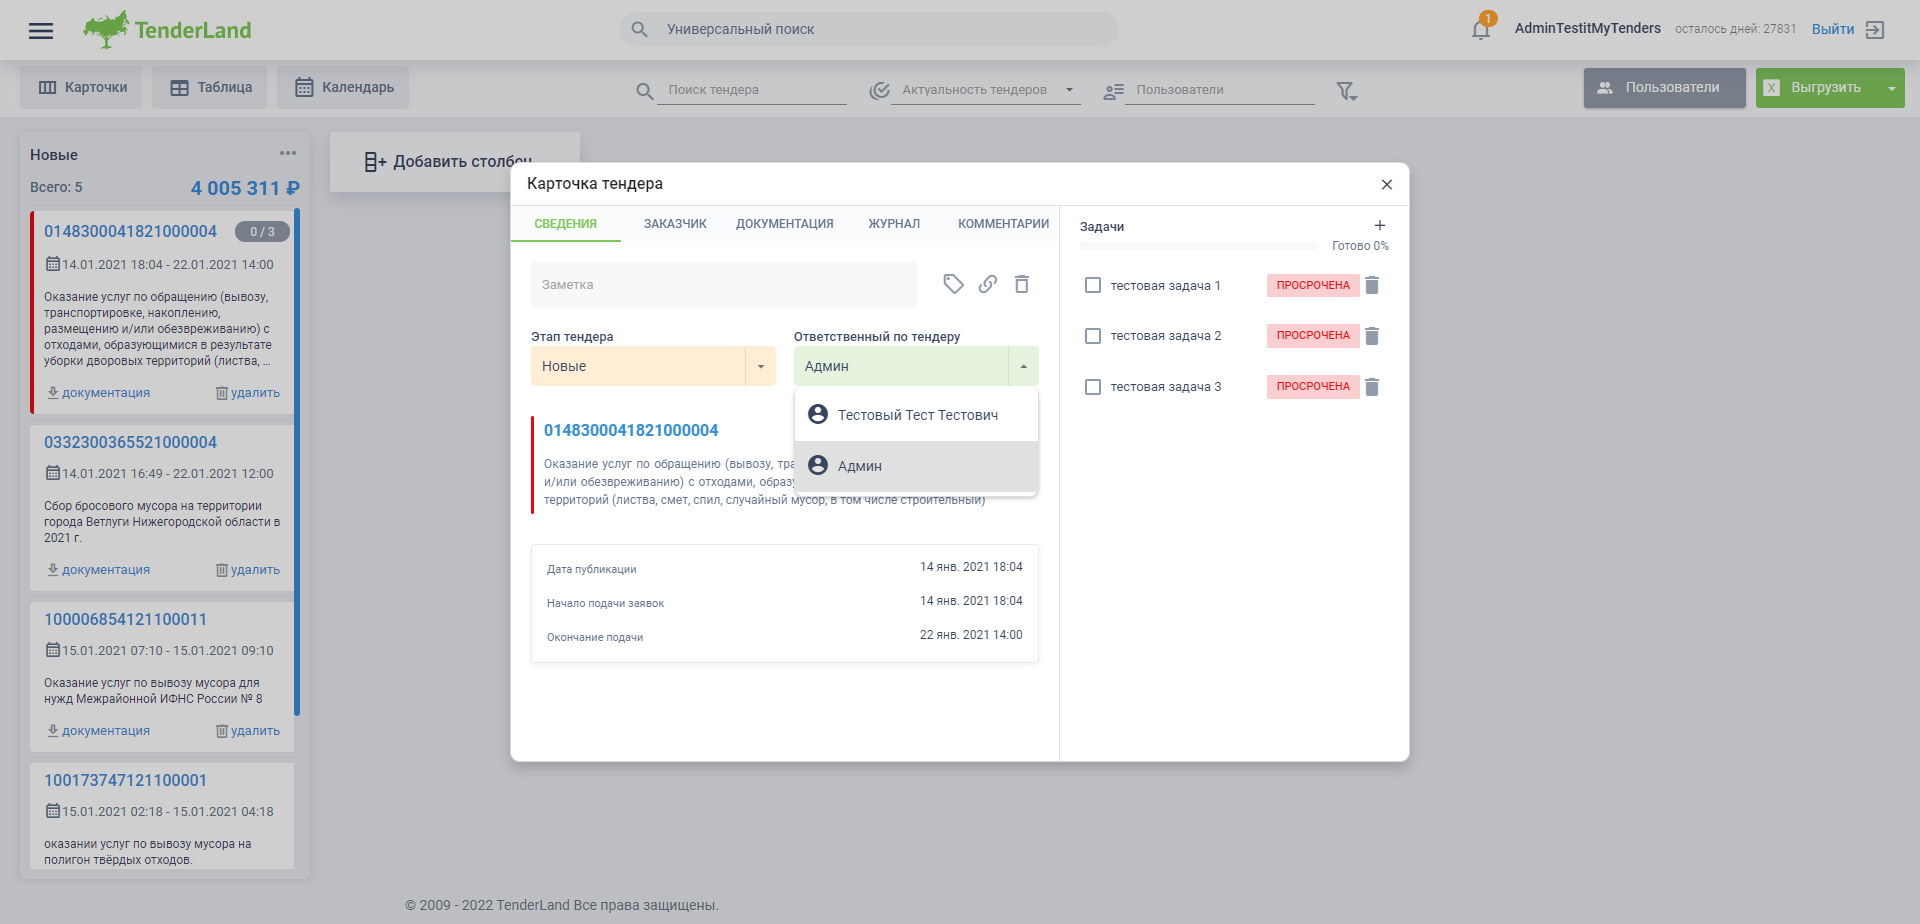 TenderLand
Универсальный поиск
1
AdminTestitMyTenders
осталось дней: 27831
Выйти
Карточки
Таблица
Календарь
Поиск тендера
Актуальность тендеров
Пользователи
Пользователи
X Выгрузить
Новые
Всего: 5
4 005 311 ₽
0148300041821000004
0 / 3
14.01.2021 18:04 - 22.01.2021 14:00
Оказание услуг по обращению (вывозу,
транспортировке, накоплению,
размещению и/или обезвреживанию) с
отходами, образующимися в результате
уборки дворовых территорий (листва, ...
документация
удалить
0332300365521000004
14.01.2021 16:49 - 22.01.2021 12:00
Сбор бросового мусора на территории
города Ветлуги Нижегородской области в
2021 г.
документация
удалить
100006854121100011
15.01.2021 07:10 - 15.01.2021 09:10
Оказание услуг по вывозу мусора для
нужд Межрайонной ИФНС России № 8
документация
удалить
100173747121100001
15.01.2021 02:18 - 15.01.2021 04:18
оказании услуг по вывозу мусора на
полигон твёрдых отходов.
Добавить
Карточка тендера
СВЕДЕНИЯ
ЗАКАЗЧИК
ДОКУМЕНТАЦИЯ
ЖУРНАЛ
КОММЕНТАРИИ
Заметка
Этап тендера
Новые
Ответственный по тендеру
Админ
Тестовый Тест Тестович
Админ
0148300041821000004
Оказание услуг по обращению (вывозу,
и/или обезвреживанию) с отходами,
территорий (листва, смет, спил, случайный мусор, в том числе строительный)
Дата публикации
14 янв. 2021 18:04
Начало подачи заявок
14 янв. 2021 18:04
Окончание подачи
22 янв. 2021 14:00
Задачи
Готово 0%
тестовая задача 1
ПРОСРОЧЕНА
тестовая задача 2
ПРОСРОЧЕНА
тестовая задача 3
ПРОСРОЧЕНА
© 2009 - 2022 TenderLand Все права защищены.